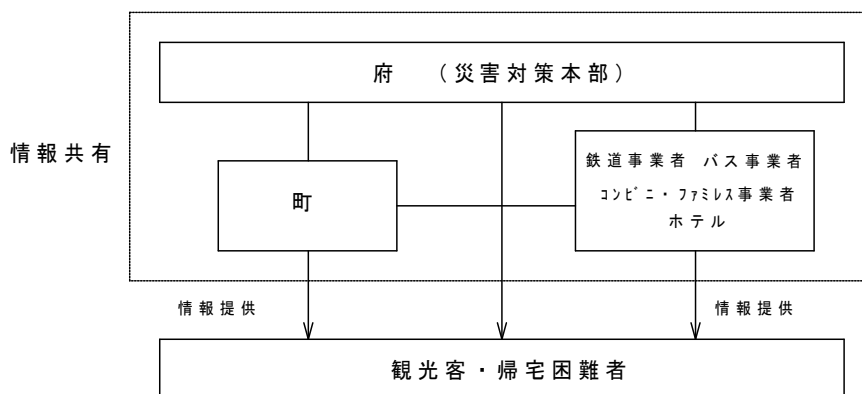 府　（災害対策本部）
情報共有
町
鉄道事業者　バス事業者
ｺﾝﾋﾞﾆ・ﾌｧﾐﾚｽ事業者
ホテル
情報提供
情報提供
観光客・帰宅困難者